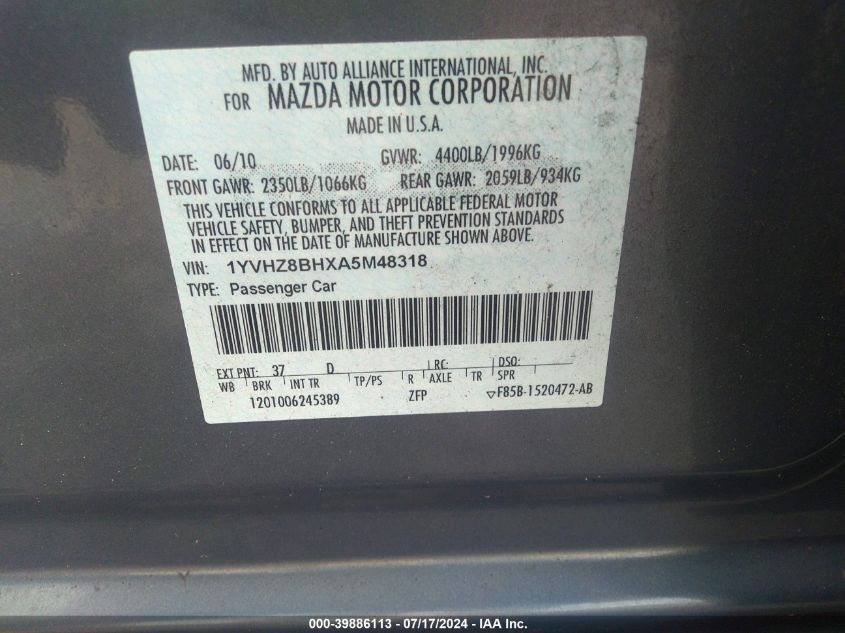 MFD. BY AUTO ALLIANCE INTERNATIONAL, INC.
FOR MAZDA MOTOR CORPORATION
MADE IN U.S.A.
DATE: 06/10 GVWR: 4400LB/1996KG
FRONT GAWR: 2350LB/1066KG REAR GAWR: 2059LB/934KG
THIS VEHICLE CONFORMS TO ALL APPLICABLE FEDERAL MOTOR
VEHICLE SAFETY, BUMPER, AND THEFT PREVENTION STANDARDS
IN EFFECT ON THE DATE OF MANUFACTURE SHOWN ABOVE.
VIN: 1YVHZ8BHXA5M48318
TYPE: Passenger Car
EXT PNT: 37 D RC: DSO:
WB BRK INT TR TP/PS R AXLE TR SPR
1201006245389 ZFP ▽F85B-1520472-AB
000-39886113 - 07/17/2024 - IAA Inc.